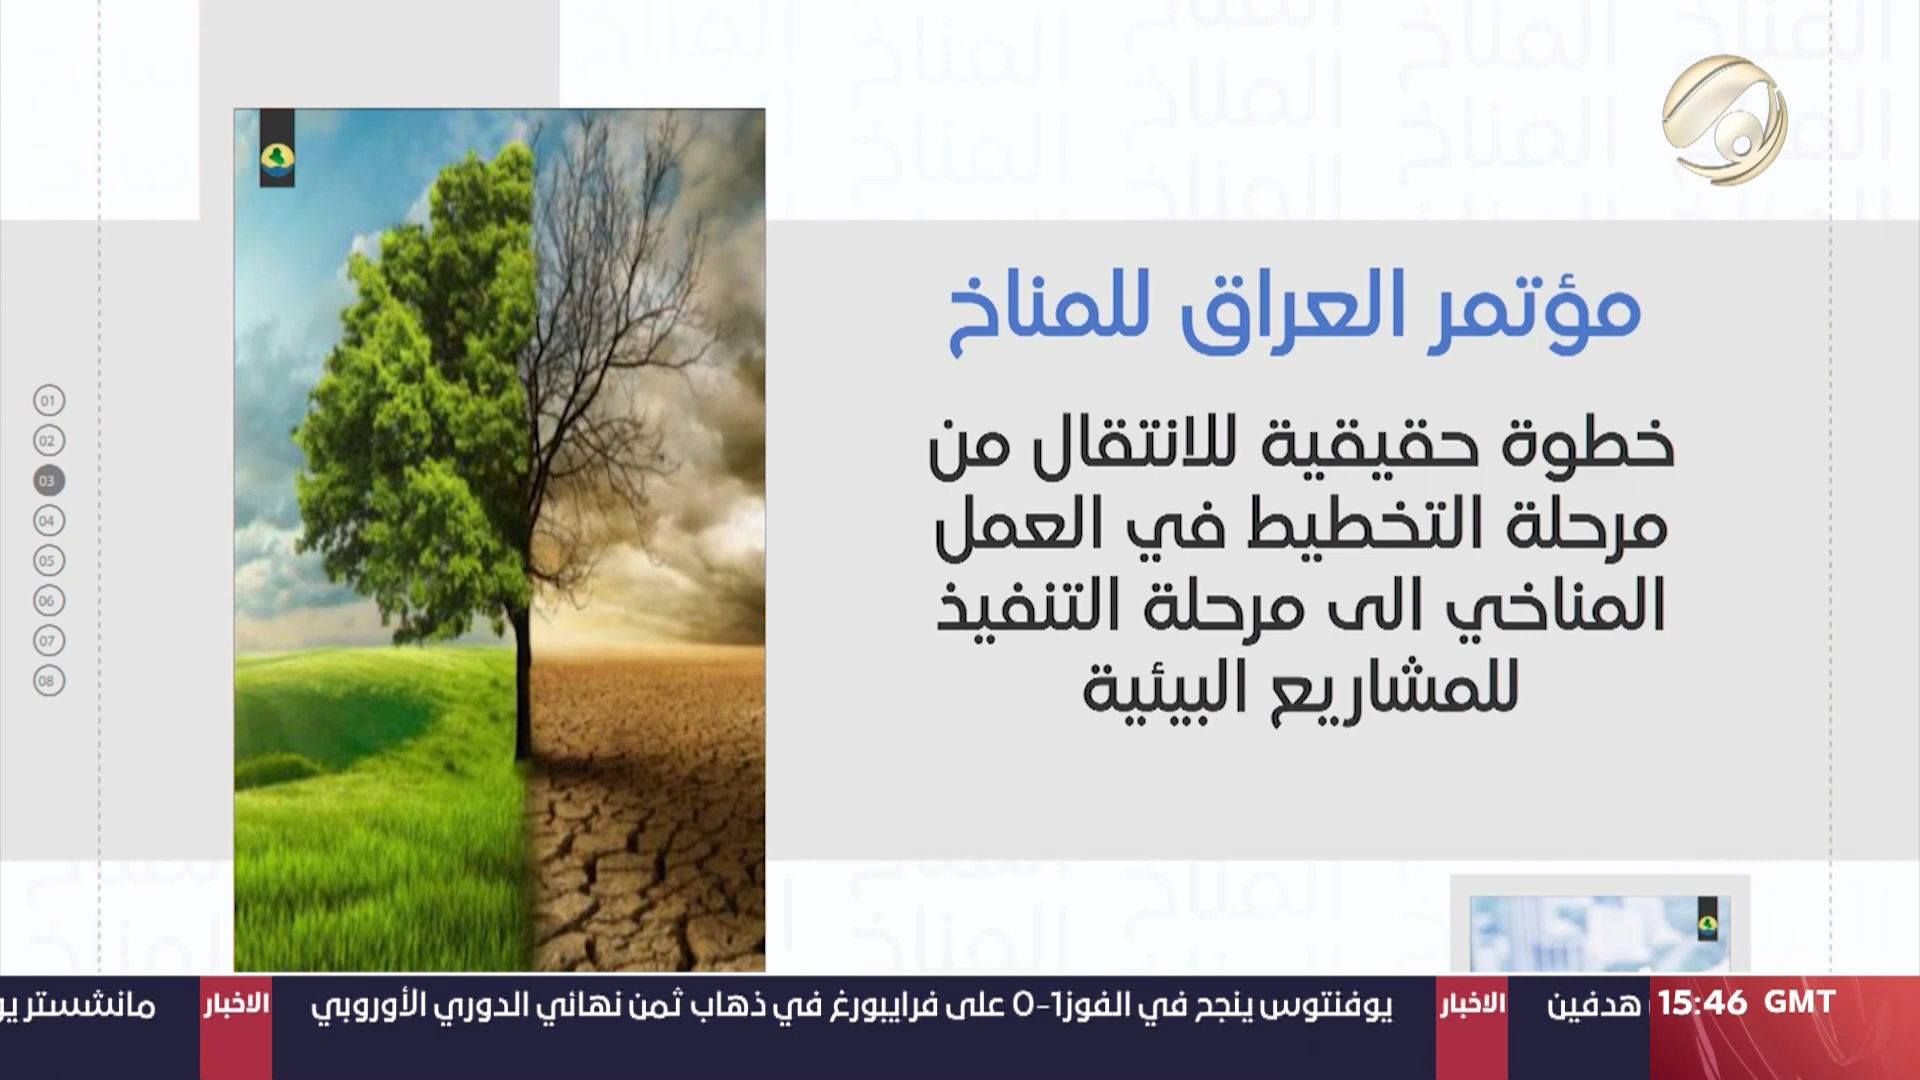 مؤتمر العراق للمناخ
خطوة حقيقية للانتقال من
مرحلة التخطيط في العمل
المناخي الى مرحلة التنفيذ
للمشاريع البيئية
01
02
03
04
05
06
07
08
15:46 GMT
هدفين
الاخبار
يوفنتوس ينجح في الفوز1-0 على فرايبورغ في ذهاب ثمن نهائي الدوري الأوروبي
الاخبار
مانشستر يو
المناخ